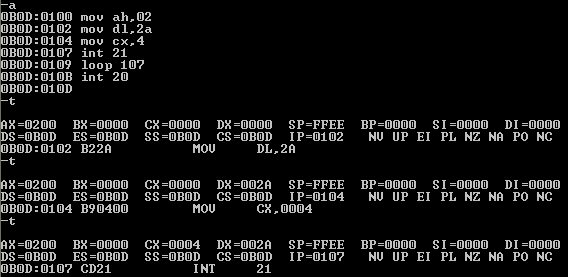 -a
0B0D:0100 mov ah,02
0B0D:0102 mov dl,2a
0B0D:0104 mov cx,4
0B0D:0107 int 21
0B0D:0109 loop 107
0B0D:010B int 20
0B0D:010D
-t
AX=0200 BX=0000 CX=0000 DX=0000 SP=FFEE BP=0000 SI=0000 DI=0000
DS=0B0D ES=0B0D SS=0B0D CS=0B0D IP=0102 NV UP EI PL NZ NA PO NC
0B0D:0102 B22A MOV DL,2A
-t
AX=0200 BX=0000 CX=0000 DX=002A SP=FFEE BP=0000 SI=0000 DI=0000
DS=0B0D ES=0B0D SS=0B0D CS=0B0D IP=0104 NV UP EI PL NZ NA PO NC
0B0D:0104 B90400 MOV CX,0004
-t
AX=0200 BX=0000 CX=0004 DX=002A SP=FFEE BP=0000 SI=0000 DI=0000
DS=0B0D ES=0B0D SS=0B0D CS=0B0D IP=0107 NV UP EI PL NZ NA PO NC
0B0D:0107 CD21 INT 21